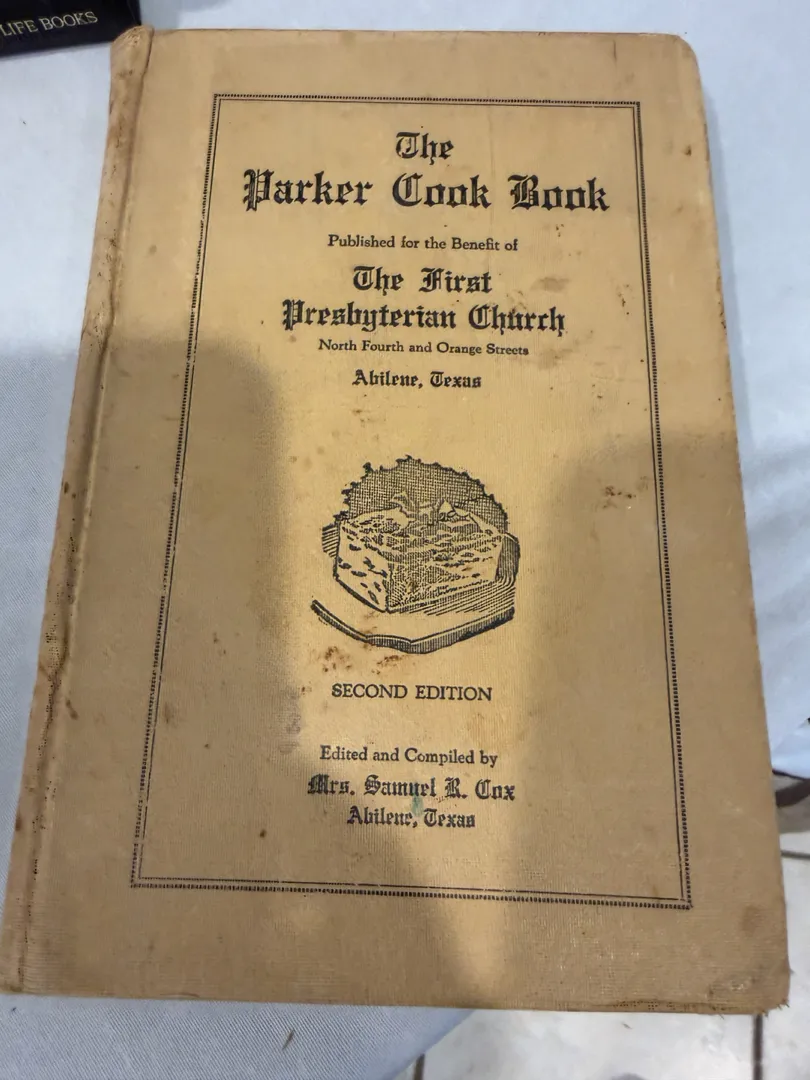 LIFE BOOKS
The
Parker Cook Book
Published for the Benefit of
The First
Presbyterian Church
North Fourth and Orange Streets
Abilene, Texas
SECOND EDITION
Edited and Compiled by
Mrs. Samuel R. Cox
Abilene, Texas